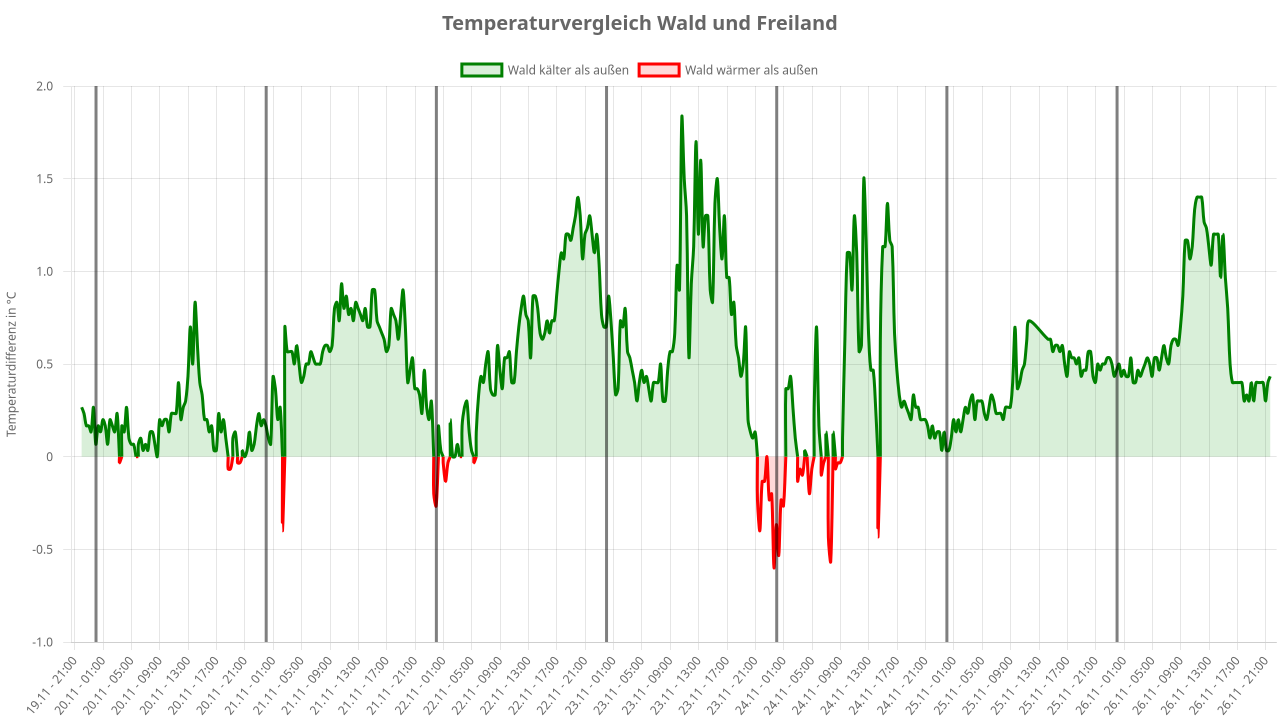 Temperaturvergleich Wald und Freiland
Wald kälter als außen
Wald wärmer als außen
Temperaturdifferenz in °C
2.0
1.5
1.0
0.5
0
-0.5
-1.0
19.11 - 21:00
20.11 - 01:00
20.11 - 05:00
20.11 - 09:00
20.11 - 13:00
20.11 - 17:00
20.11 - 21:00
21.11 - 01:00
21.11 - 05:00
21.11 - 09:00
21.11 - 13:00
21.11 - 17:00
21.11 - 21:00
22.11 - 01:00
22.11 - 05:00
22.11 - 09:00
22.11 - 13:00
22.11 - 17:00
22.11 - 21:00
23.11 - 01:00
23.11 - 05:00
23.11 - 09:00
23.11 - 13:00
23.11 - 17:00
23.11 - 21:00
24.11 - 01:00
24.11 - 05:00
24.11 - 09:00
24.11 - 13:00
24.11 - 17:00
24.11 - 21:00
25.11 - 01:00
25.11 - 05:00
25.11 - 09:00
25.11 - 13:00
25.11 - 17:00
25.11 - 21:00
26.11 - 01:00
26.11 - 05:00
26.11 - 09:00
26.11 - 13:00
26.11 - 17:00
26.11 - 21:00